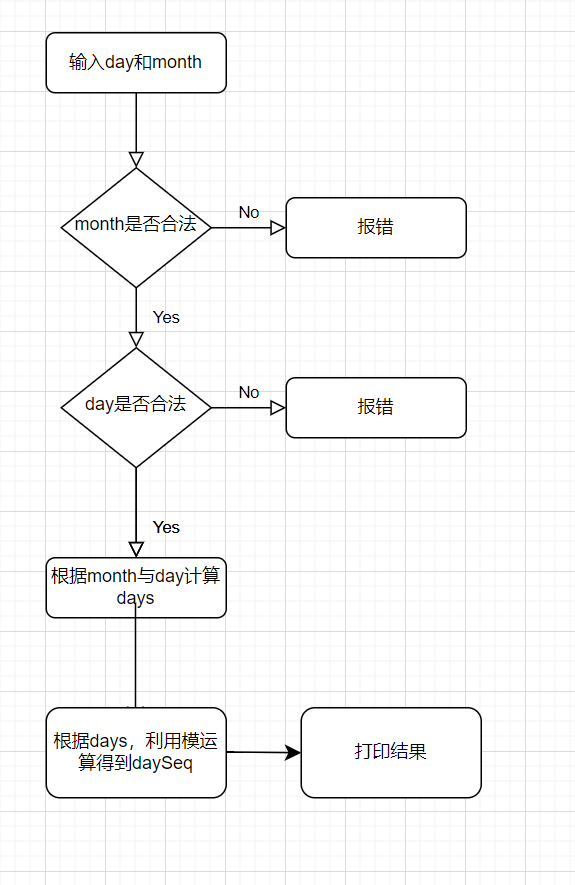 输入day和month
month是否合法
No
报错
Yes
day是否合法
No
报错
Yes
根据month与day计算
days
根据days，利用模运
算得到daySeq
打印结果